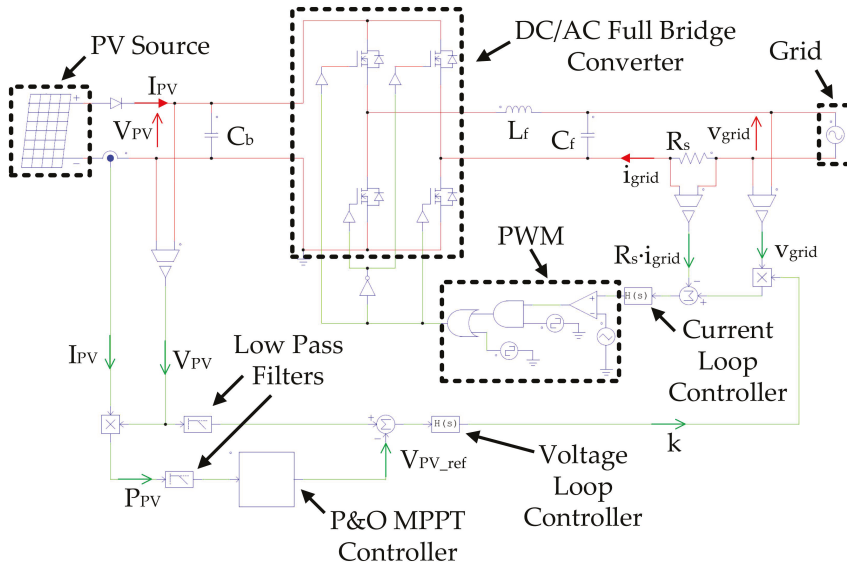 PV Source
DC/AC Full Bridge
Converter
Grid
IPV
VPV
Cb
Lf
Cf
Rs
vgrid
igrid
PWM
Rs·igrid
vgrid
H(s)
Current
Loop
Controller
IPV
VPV
Low Pass
Filters
H(s)
k
VPV_ref
Voltage
Loop
Controller
PPV
P&O MPPT
Controller